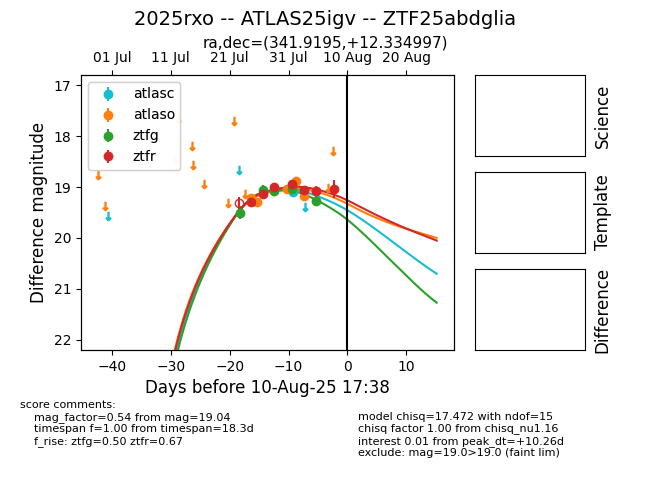 2025rxo -- ATLAS25igv -- ZTF25abdglia
ra,dec=(341.9195,+12.334997)
01 Jul 11 Jul 21 Jul 31 Jul 10 Aug 20 Aug
atlasc
atlaso
ztfg
ztfr
17
18
19
20
21
22
Difference magnitude
−40 −30 −20 −10 0 10
Days before 10-Aug-25 17:38
Science
Template
Difference
score comments:
mag_factor=0.54 from mag=19.04
timespan f=1.00 from timespan=18.3d
f_rise: ztfg=0.50 ztfr=0.67
model chisq=17.472 with ndof=15
chisq factor 1.00 from chisq_nu1.16
interest 0.01 from peak_dt=+10.26d
exclude: mag=19.0>19.0 (faint lim)